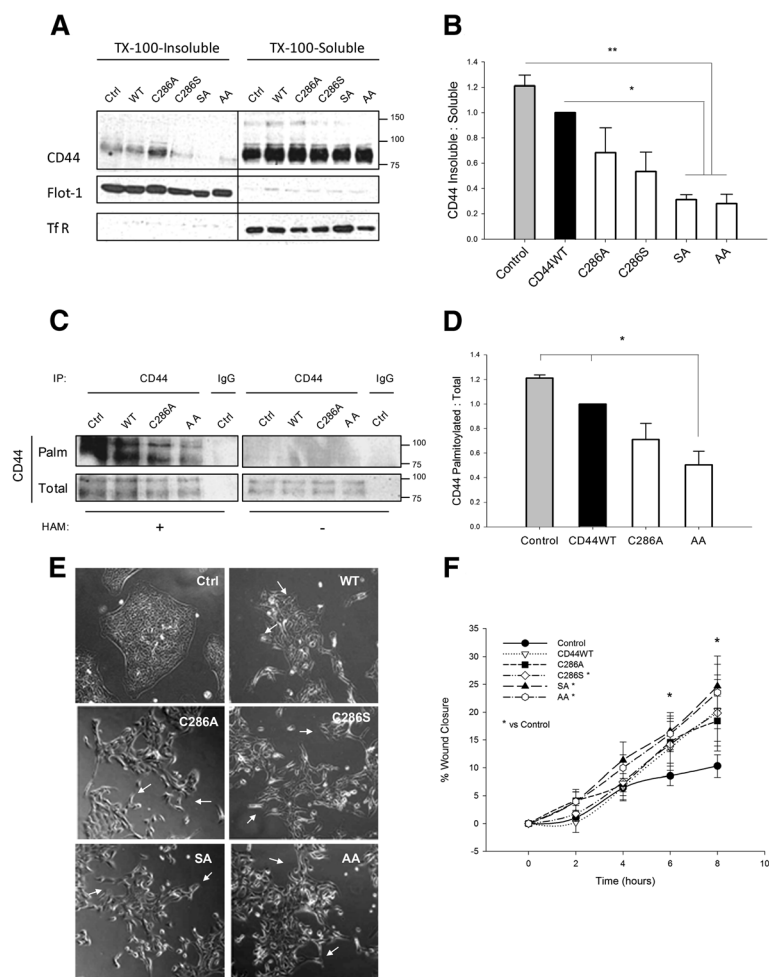 A
TX-100-Insoluble
TX-100-Soluble
Ctrl
WT
C286A
C286S
SA
AA
Ctrl
WT
C286A
C286S
SA
AA
150
100
75
CD44
Flot-1
Tf R
B
CD44 Insoluble : Soluble
1.4
1.2
1.0
0.8
0.6
0.4
0.2
0.0
**
*
Control
CD44WT
C286A
C286S
SA
AA
C
IP:
CD44
IgG
CD44
IgG
Ctrl
WT
C286A
AA
Ctrl
Ctrl
WT
C286A
AA
Ctrl
CD44
Palm
100
75
Total
100
75
HAM:
+
-
D
CD44 Palmitoylated : Total
1.4
1.2
1.0
0.8
0.6
0.4
0.2
0.0
*
Control
CD44WT
C286A
AA
E
Ctrl
WT
C286A
C286S
SA
AA
F
% Wound Closure
35
30
25
20
15
10
5
0
-5
Control
CD44WT
C286A
C286S *
SA *
AA *
* vs Control
*
*
0
2
4
6
8
10
Time (hours)